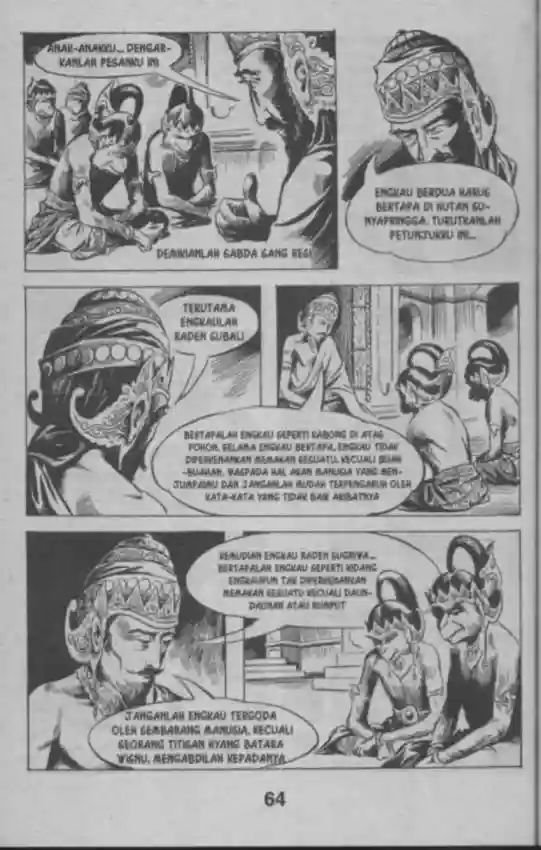 ANAK-ANAKKU... DENGAR-
KANLAH PESANKU INI
DEMIKIANLAH SABDA SANG RESI
ENGKAU BERDUA HARUS
BERTAPA DI HUTAN SU-
NYAPRINGGA. TURUTKANLAH
PETUNJUKKU INI...
TERUTAMA
ENGKAULAH
RADEN SUBALI
BERTAPALAH ENGKAU SEPERTI KALONG DI ATAS
POHON. SELAMA ENGKAU BERTAPA, ENGKAU TIDAK
DIPERKENANKAN MEMAKAN SESUATU, KECUALI BUAH
-BUAHAN. WASPADA HAL AKAN MANUSIA YANG MEN-
JUMPAIMU DAN JANGANLAH MUDAH TERPENGARUH OLEH
KATA-KATA YANG TIDAK BAIK AKIBATNYA
KEMUDIAN ENGKAU RADEN SUGRIWA...
BERTAPALAH ENGKAU SEPERTI KIDANG
ENGKAUPUN TAK DIPERKENANKAN
MEMAKAN SESUATU KECUALI DAUN-
DAUNAN ATAU RUMPUT
JANGANLAH ENGKAU TERGODA
OLEH SEMBARANG MANUSIA, KECUALI
SEORANG TITISAN HYANG BATARA
WISNU, MENGABDILAH KEPADANYA
64